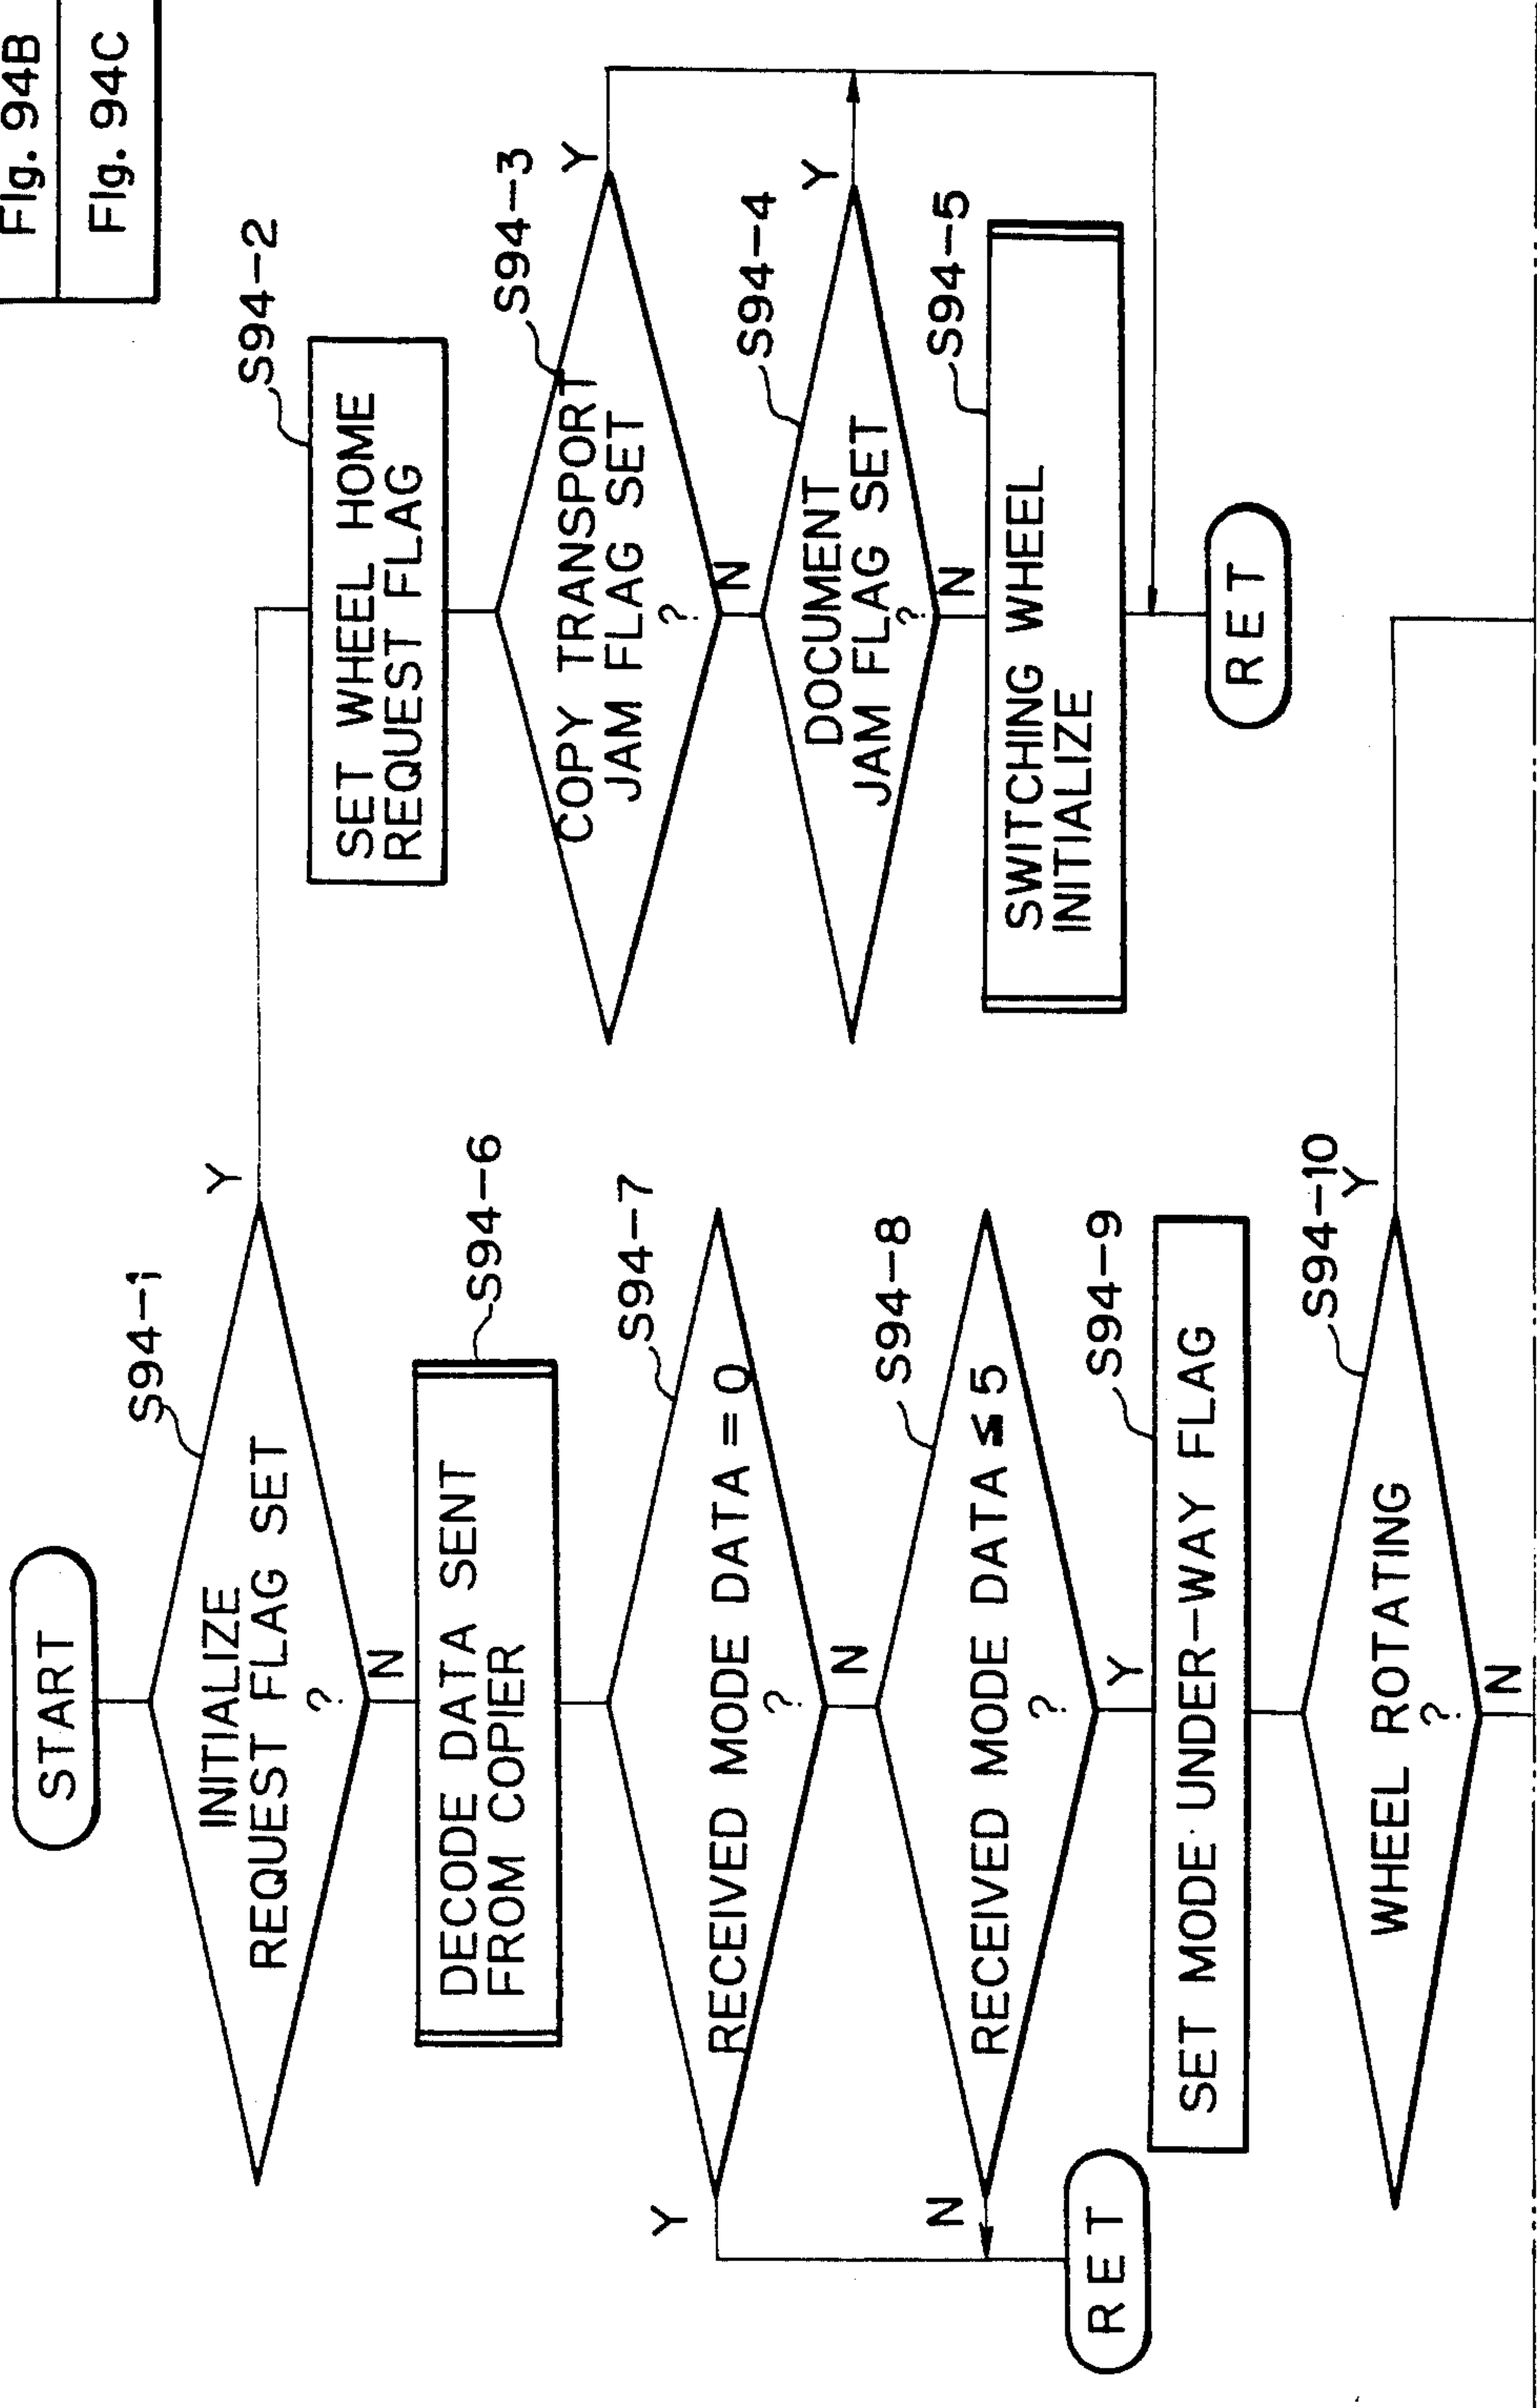 Fig. 94B
Fig. 94C
START
S94-1
INITIALIZE
REQUEST FLAG SET
?
Y
N
S94-2
SET WHEEL HOME
REQUEST FLAG
S94-3
COPY TRANSPORT
JAM FLAG SET
?
Y
N
S94-4
DOCUMENT
JAM FLAG SET
?
Y
N
S94-5
SWITCHING WHEEL
INITIALIZE
RET
S94-6
DECODE DATA SENT
FROM COPIER
S94-7
RECEIVED MODE DATA = 0
?
Y
N
S94-8
RECEIVED MODE DATA ≤ 5
?
N
Y
RET
S94-9
SET MODE UNDER-WAY FLAG
S94-10
WHEEL ROTATING
?
Y
N